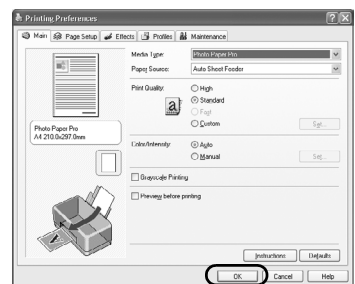 Printing Preferences
Main Page Setup Effects Profiles Maintenance
Media Type: Photo Paper Pro
Paper Source: Auto Sheet Feeder
Print Quality: High
Standard
Fast
Custom Set...
Photo Paper Pro
A4 210.0x297.0mm
Color/Intensity: Auto
Manual Set...
Grayscale Printing
Preview before printing
Instructions Defaults
OK Cancel Help